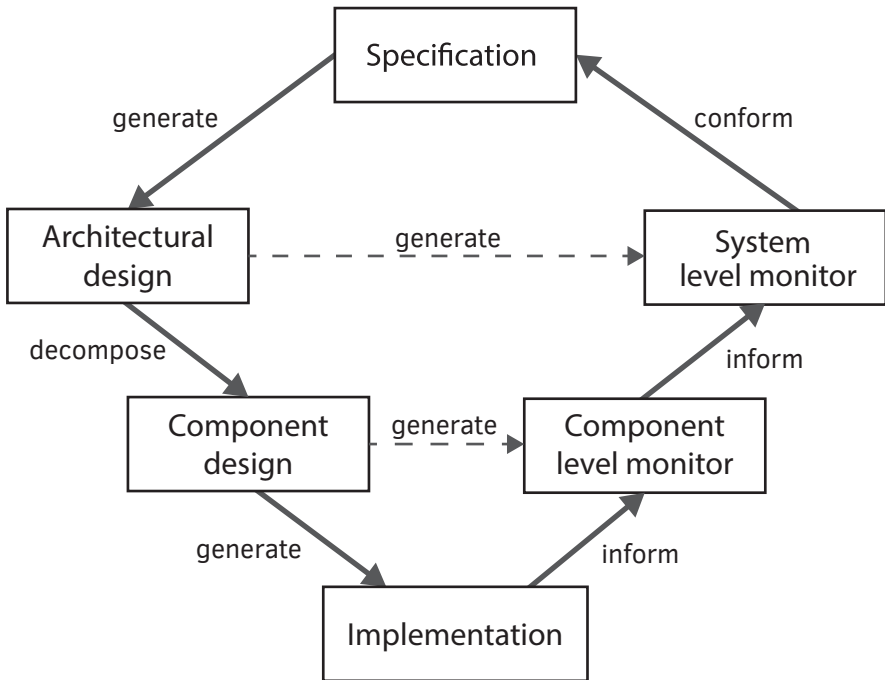 Specification
generate
conform
Architectural
design
generate
System
level monitor
decompose
inform
Component
design
generate
Component
level monitor
generate
inform
Implementation